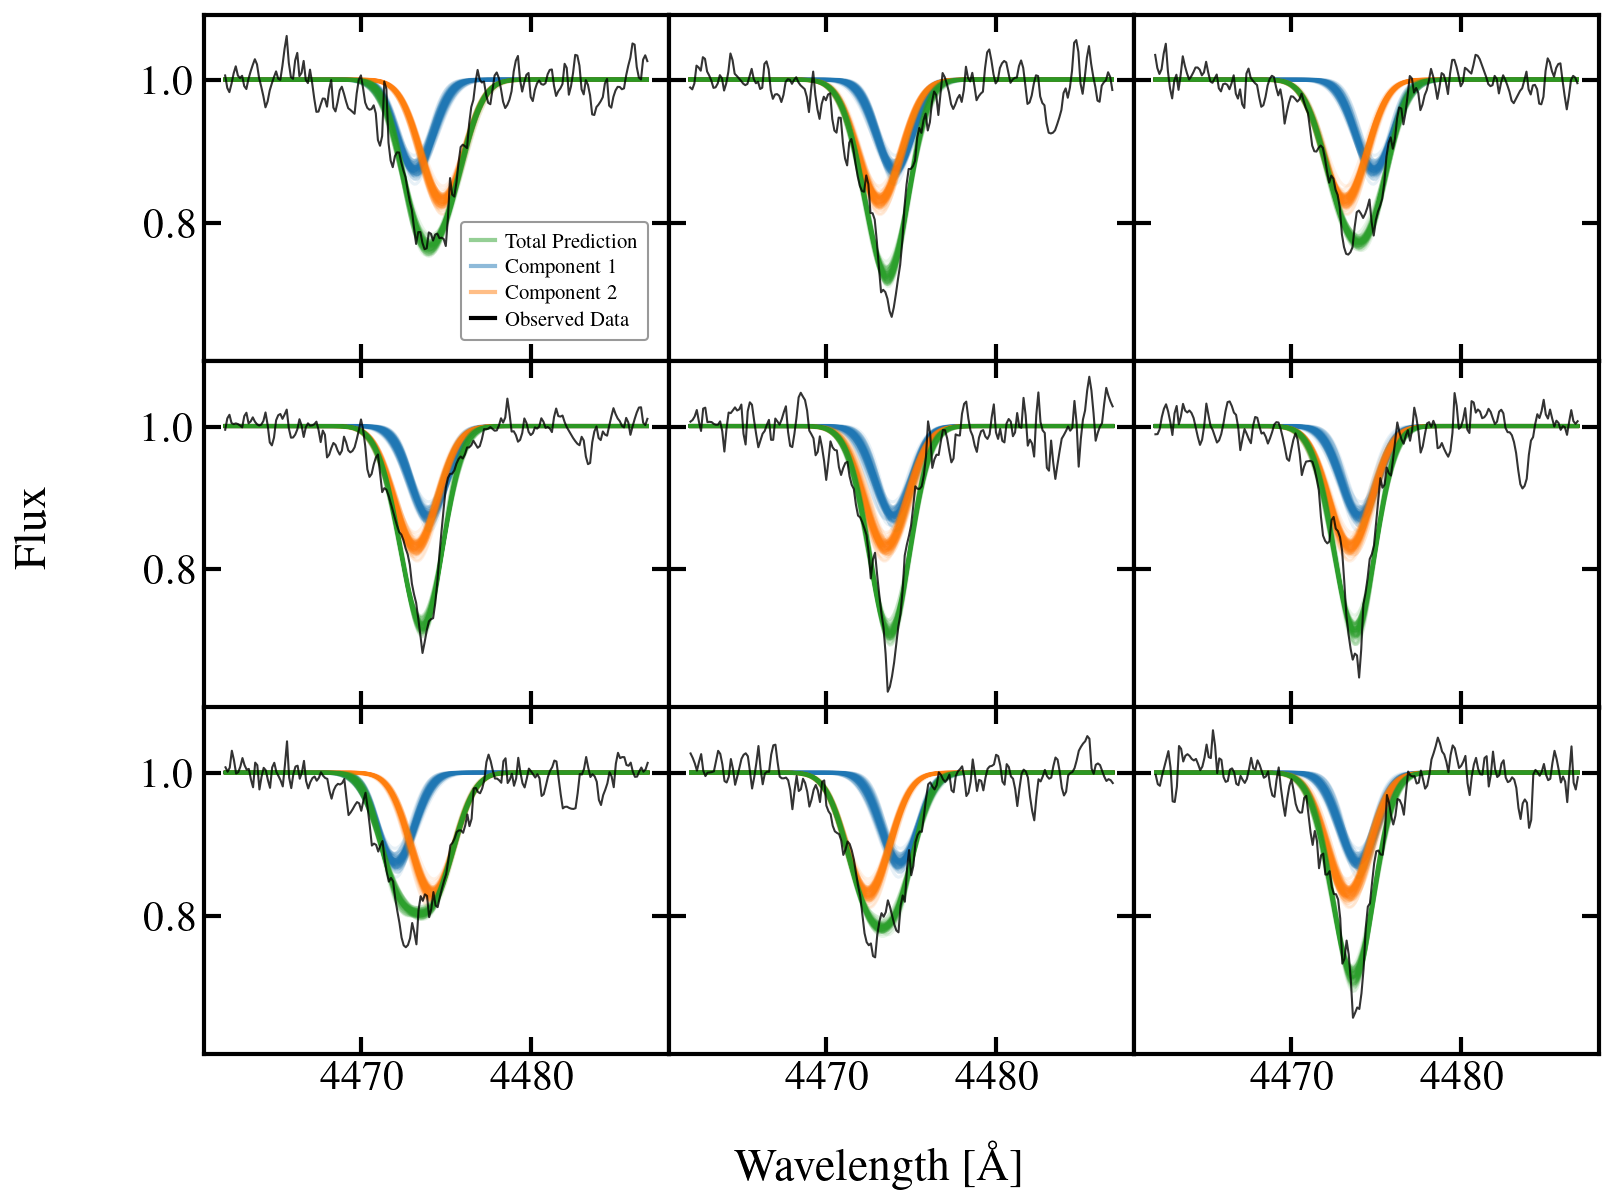 1.0
0.8
Total Prediction
Component 1
Component 2
Observed Data
1.0
0.8
Flux
1.0
0.8
4470 4480 4470 4480 4470 4480
Wavelength [Å]